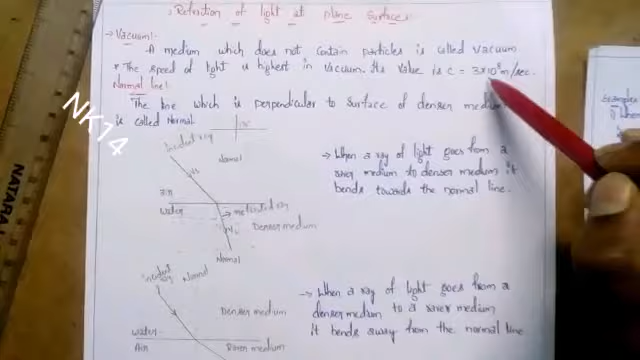 Refraction of light at plane surfaces
Vacuum:-
A medium which does not contain particles is called vacuum
* The speed of light is highest in vacuum. Its value is c = 3×10⁸m/sec.
Normal line:
The line which is perpendicular to surface of denser medium
is called Normal
Incident ray
Normal
Air
Water
refracted ray
Denser medium
Normal
→ When a ray of light goes from a
rarer medium to denser medium it
bends towards the normal line.
Incident
ray
Normal
Denser medium
Water
Air
Rarer medium
→ When a ray of light goes from a
denser medium to a rarer medium
it bends away from the normal line
NK14
NATARAJ
examples